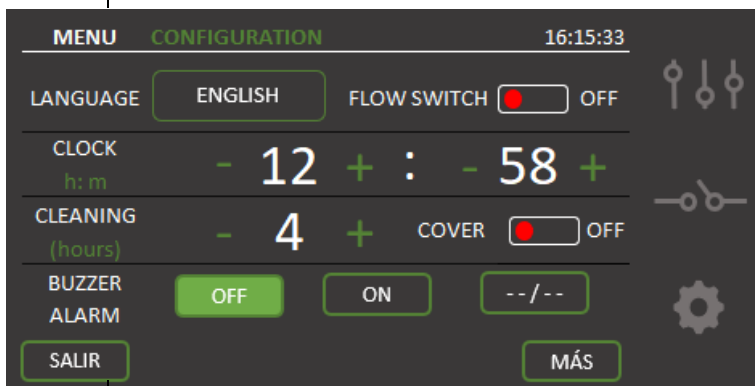 MENU CONFIGURATION 16:15:33
LANGUAGE ENGLISH FLOW SWITCH OFF
CLOCK
h: m
- 12 + : - 58 +
CLEANING
(hours)
- 4 + COVER OFF
BUZZER
ALARM
OFF ON --/--
SALIR MÁS